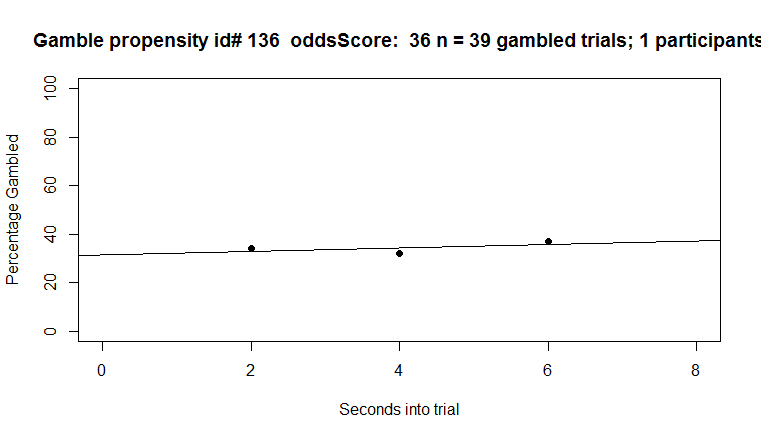 Gamble propensity id# 136  oddsScore:  36 n = 39 gambled trials; 1 participants
Percentage Gambled
100
80
60
40
20
0
0 2 4 6 8
Seconds into trial